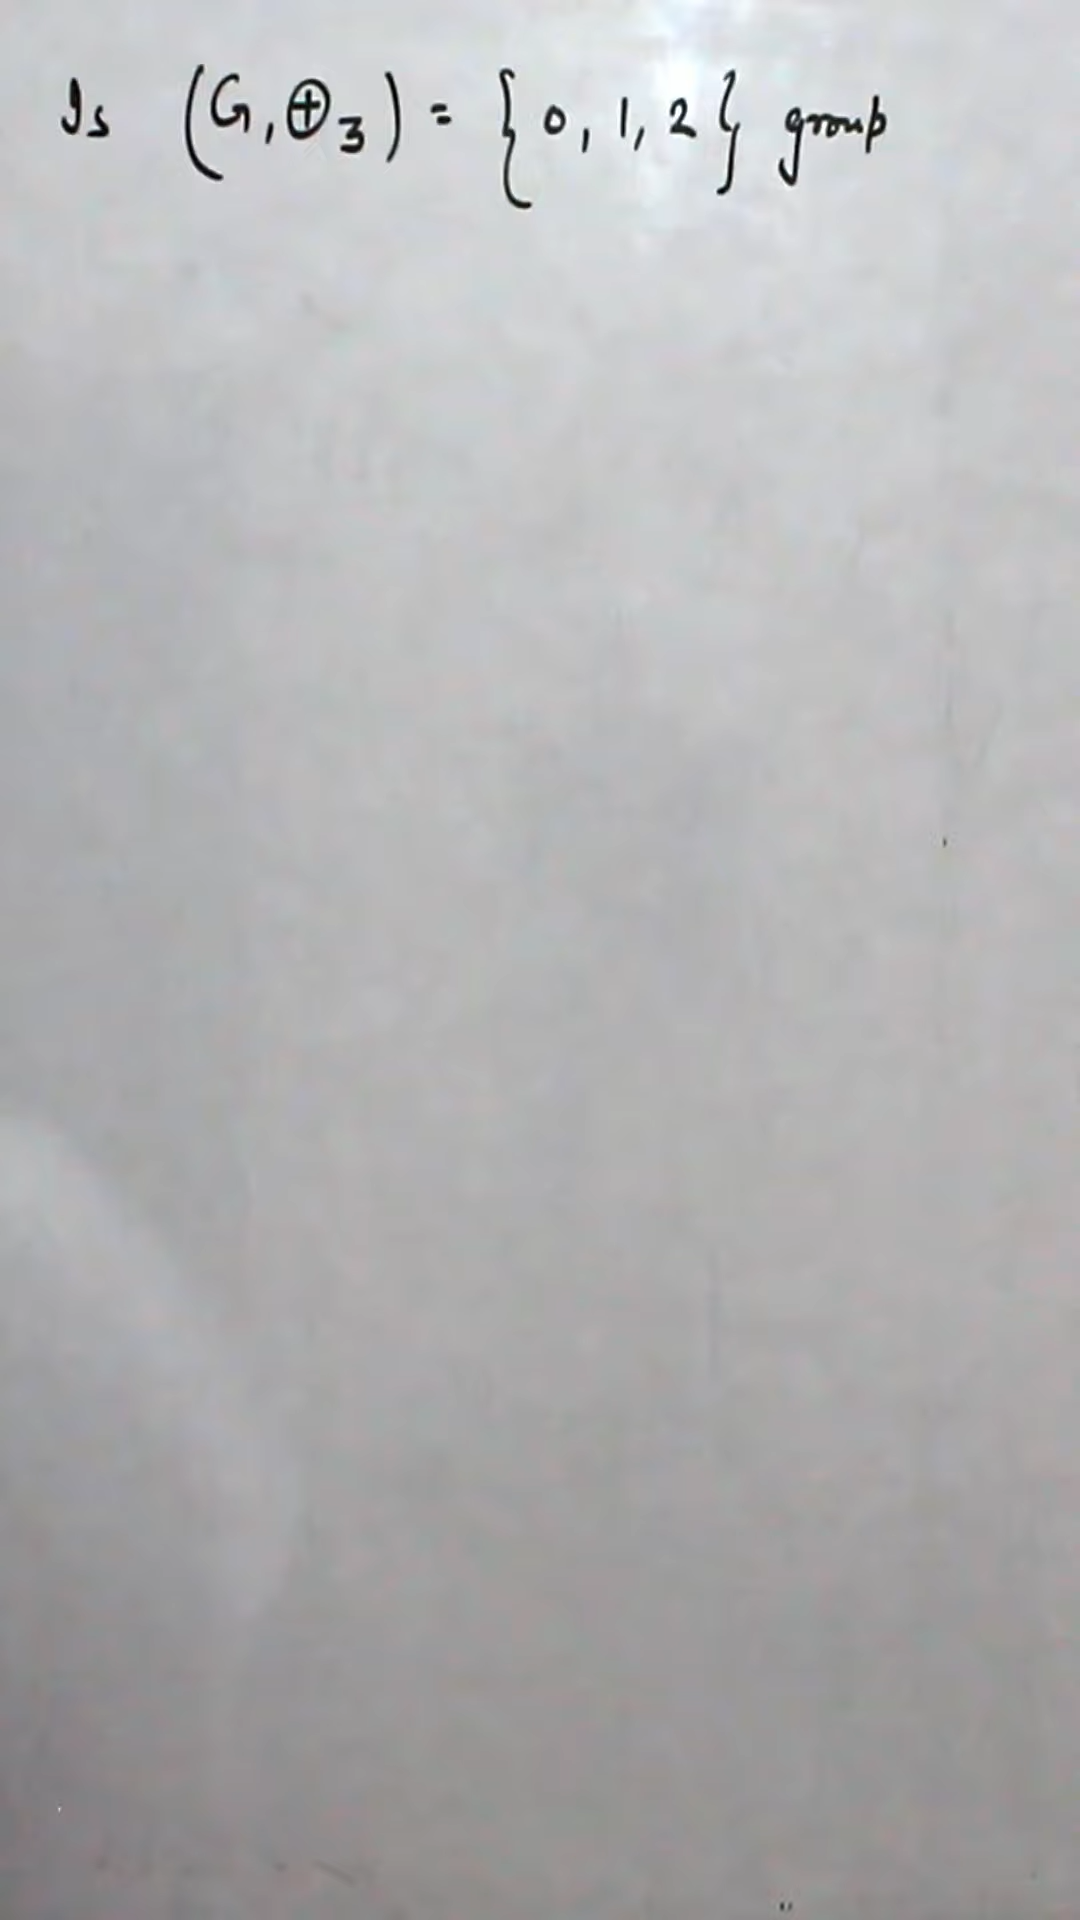 Is (G, ⊕₃) = {0, 1, 2} group